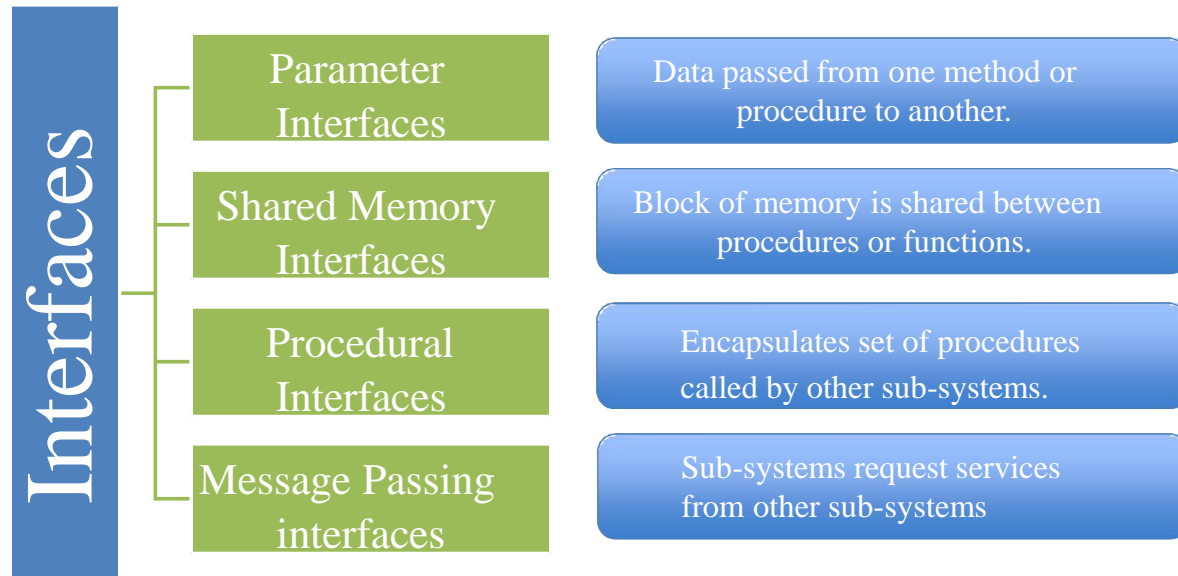 Interfaces
Parameter
Interfaces
Data passed from one method or
procedure to another.
Shared Memory
Interfaces
Block of memory is shared between
procedures or functions.
Procedural
Interfaces
Encapsulates set of procedures
called by other sub-systems.
Message Passing
interfaces
Sub-systems request services
from other sub-systems